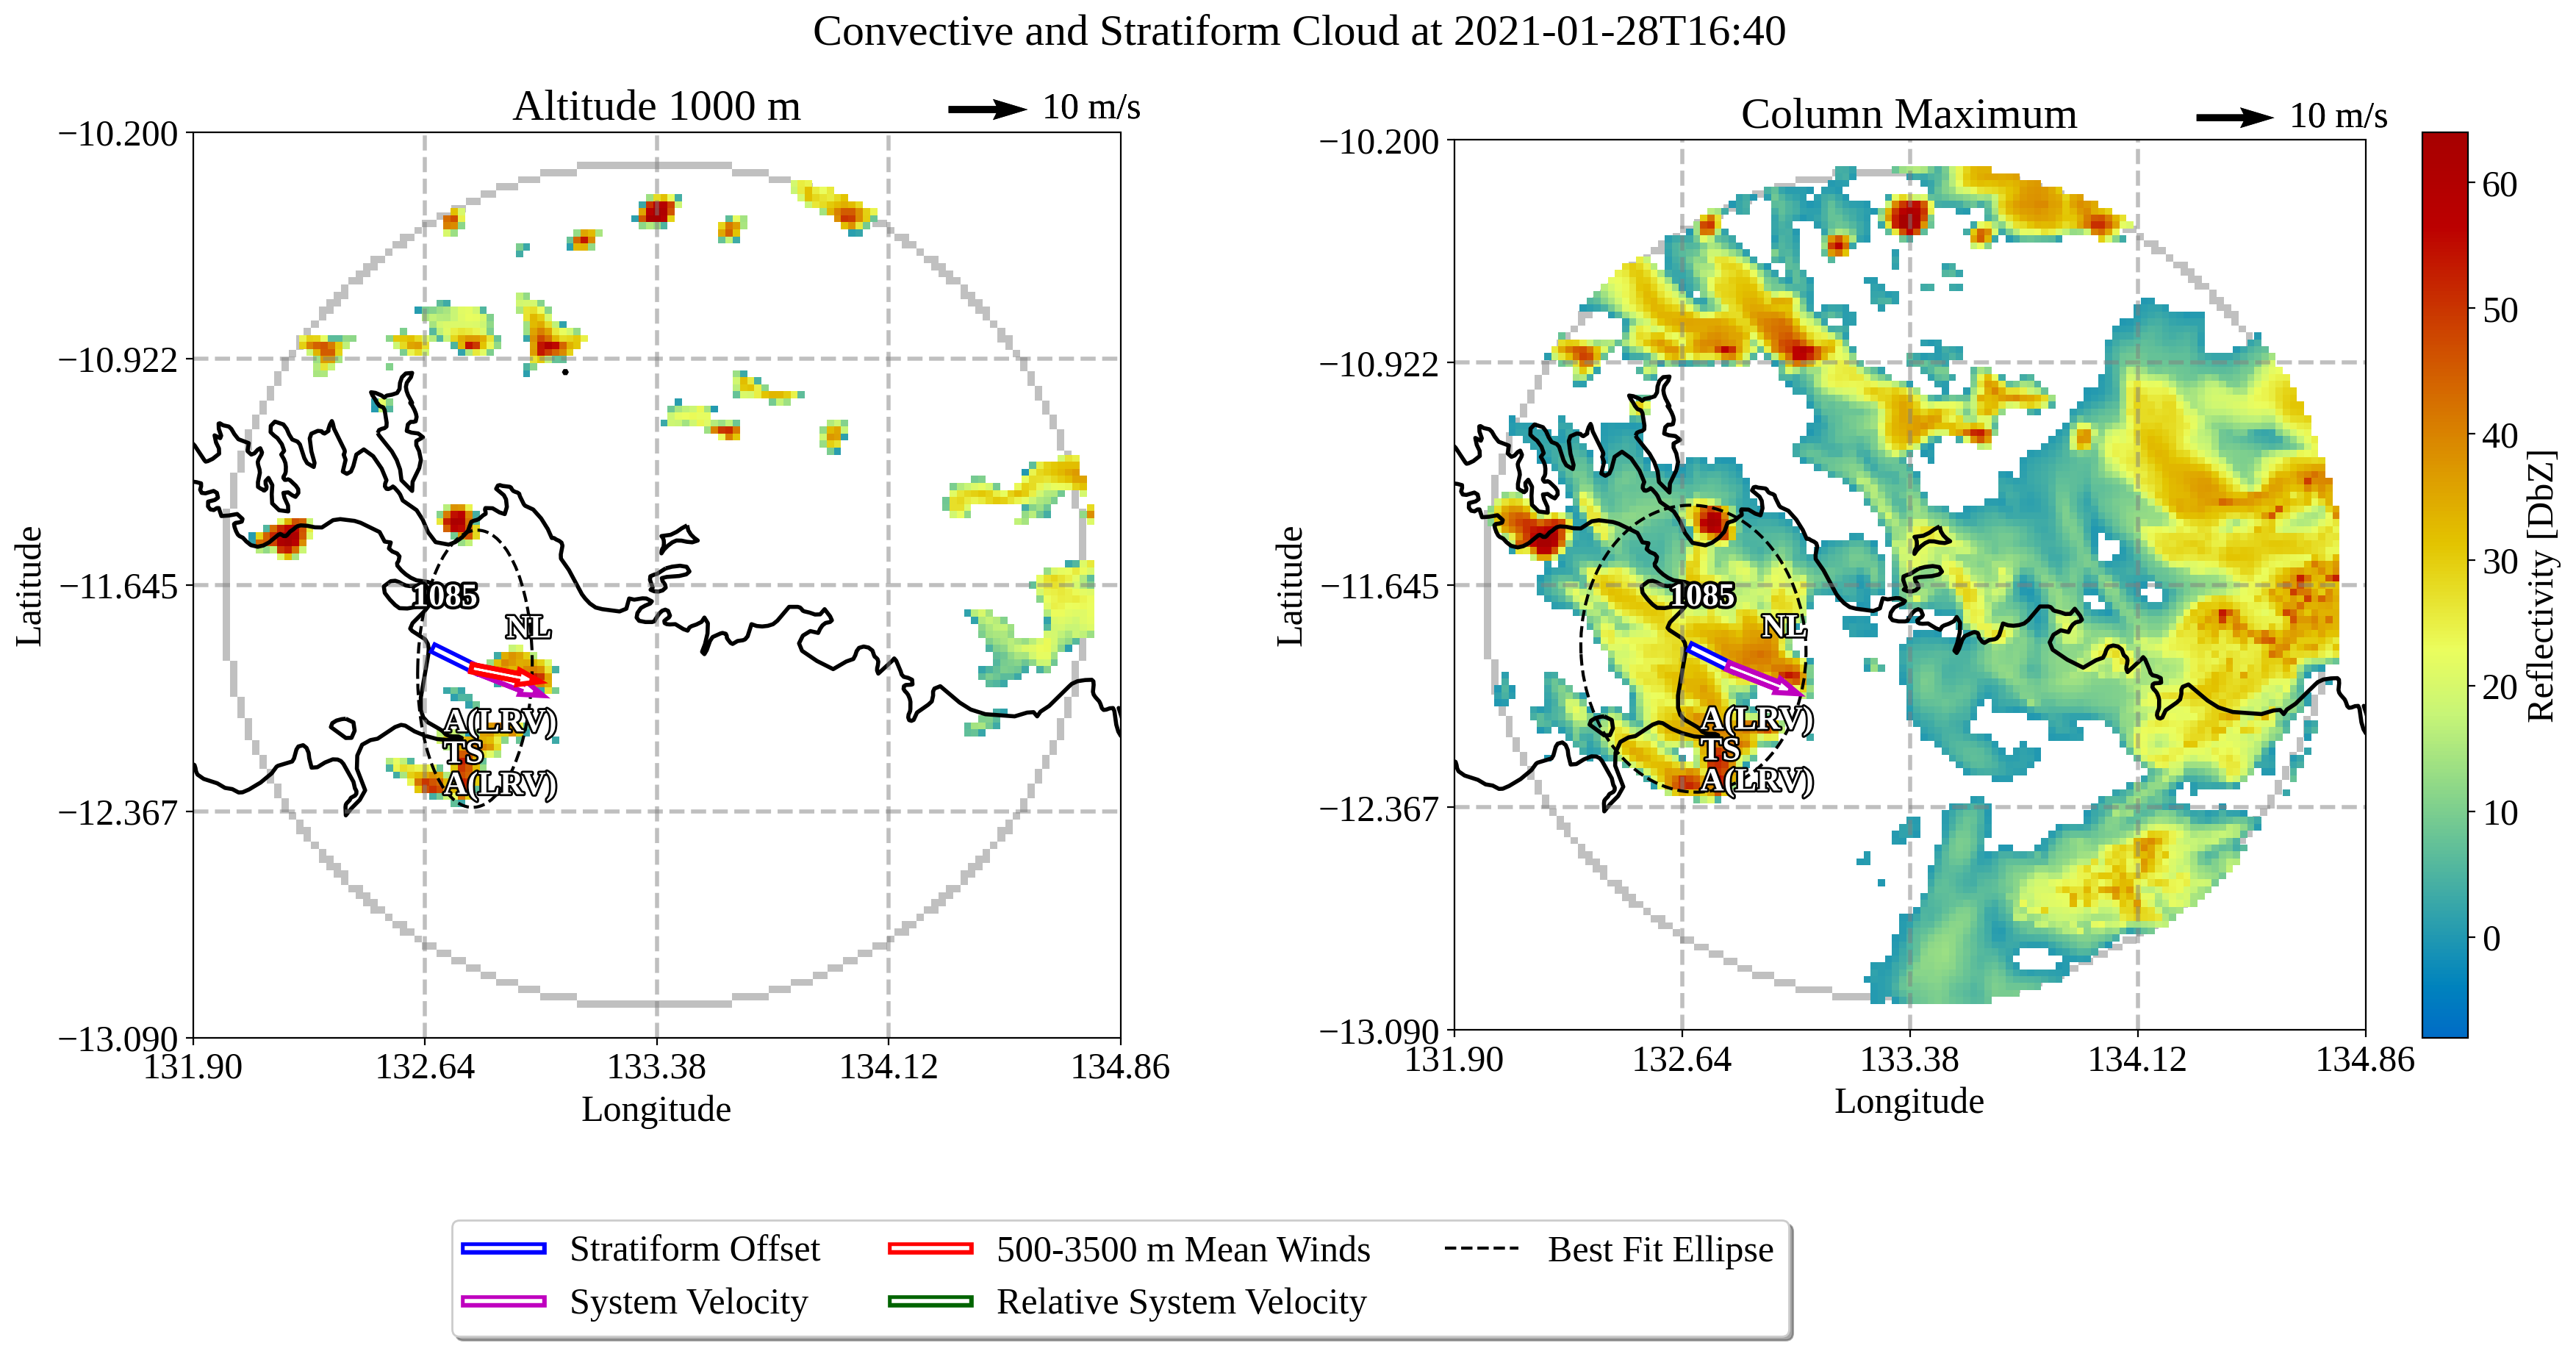 Convective and Stratiform Cloud at 2021-01-28T16:40
Altitude 1000 m
10 m/s
−10.200
−10.922
−11.645
−12.367
−13.090
Latitude
131.90
132.64
133.38
134.12
134.86
Longitude
1085
NL
A(LRV)
TS
A(LRV)
Column Maximum
10 m/s
−10.200
−10.922
−11.645
−12.367
−13.090
Latitude
131.90
132.64
133.38
134.12
134.86
Longitude
1085
NL
A(LRV)
TS
A(LRV)
60
50
40
30
20
10
0
Reflectivity [DbZ]
Stratiform Offset
System Velocity
500-3500 m Mean Winds
Relative System Velocity
Best Fit Ellipse